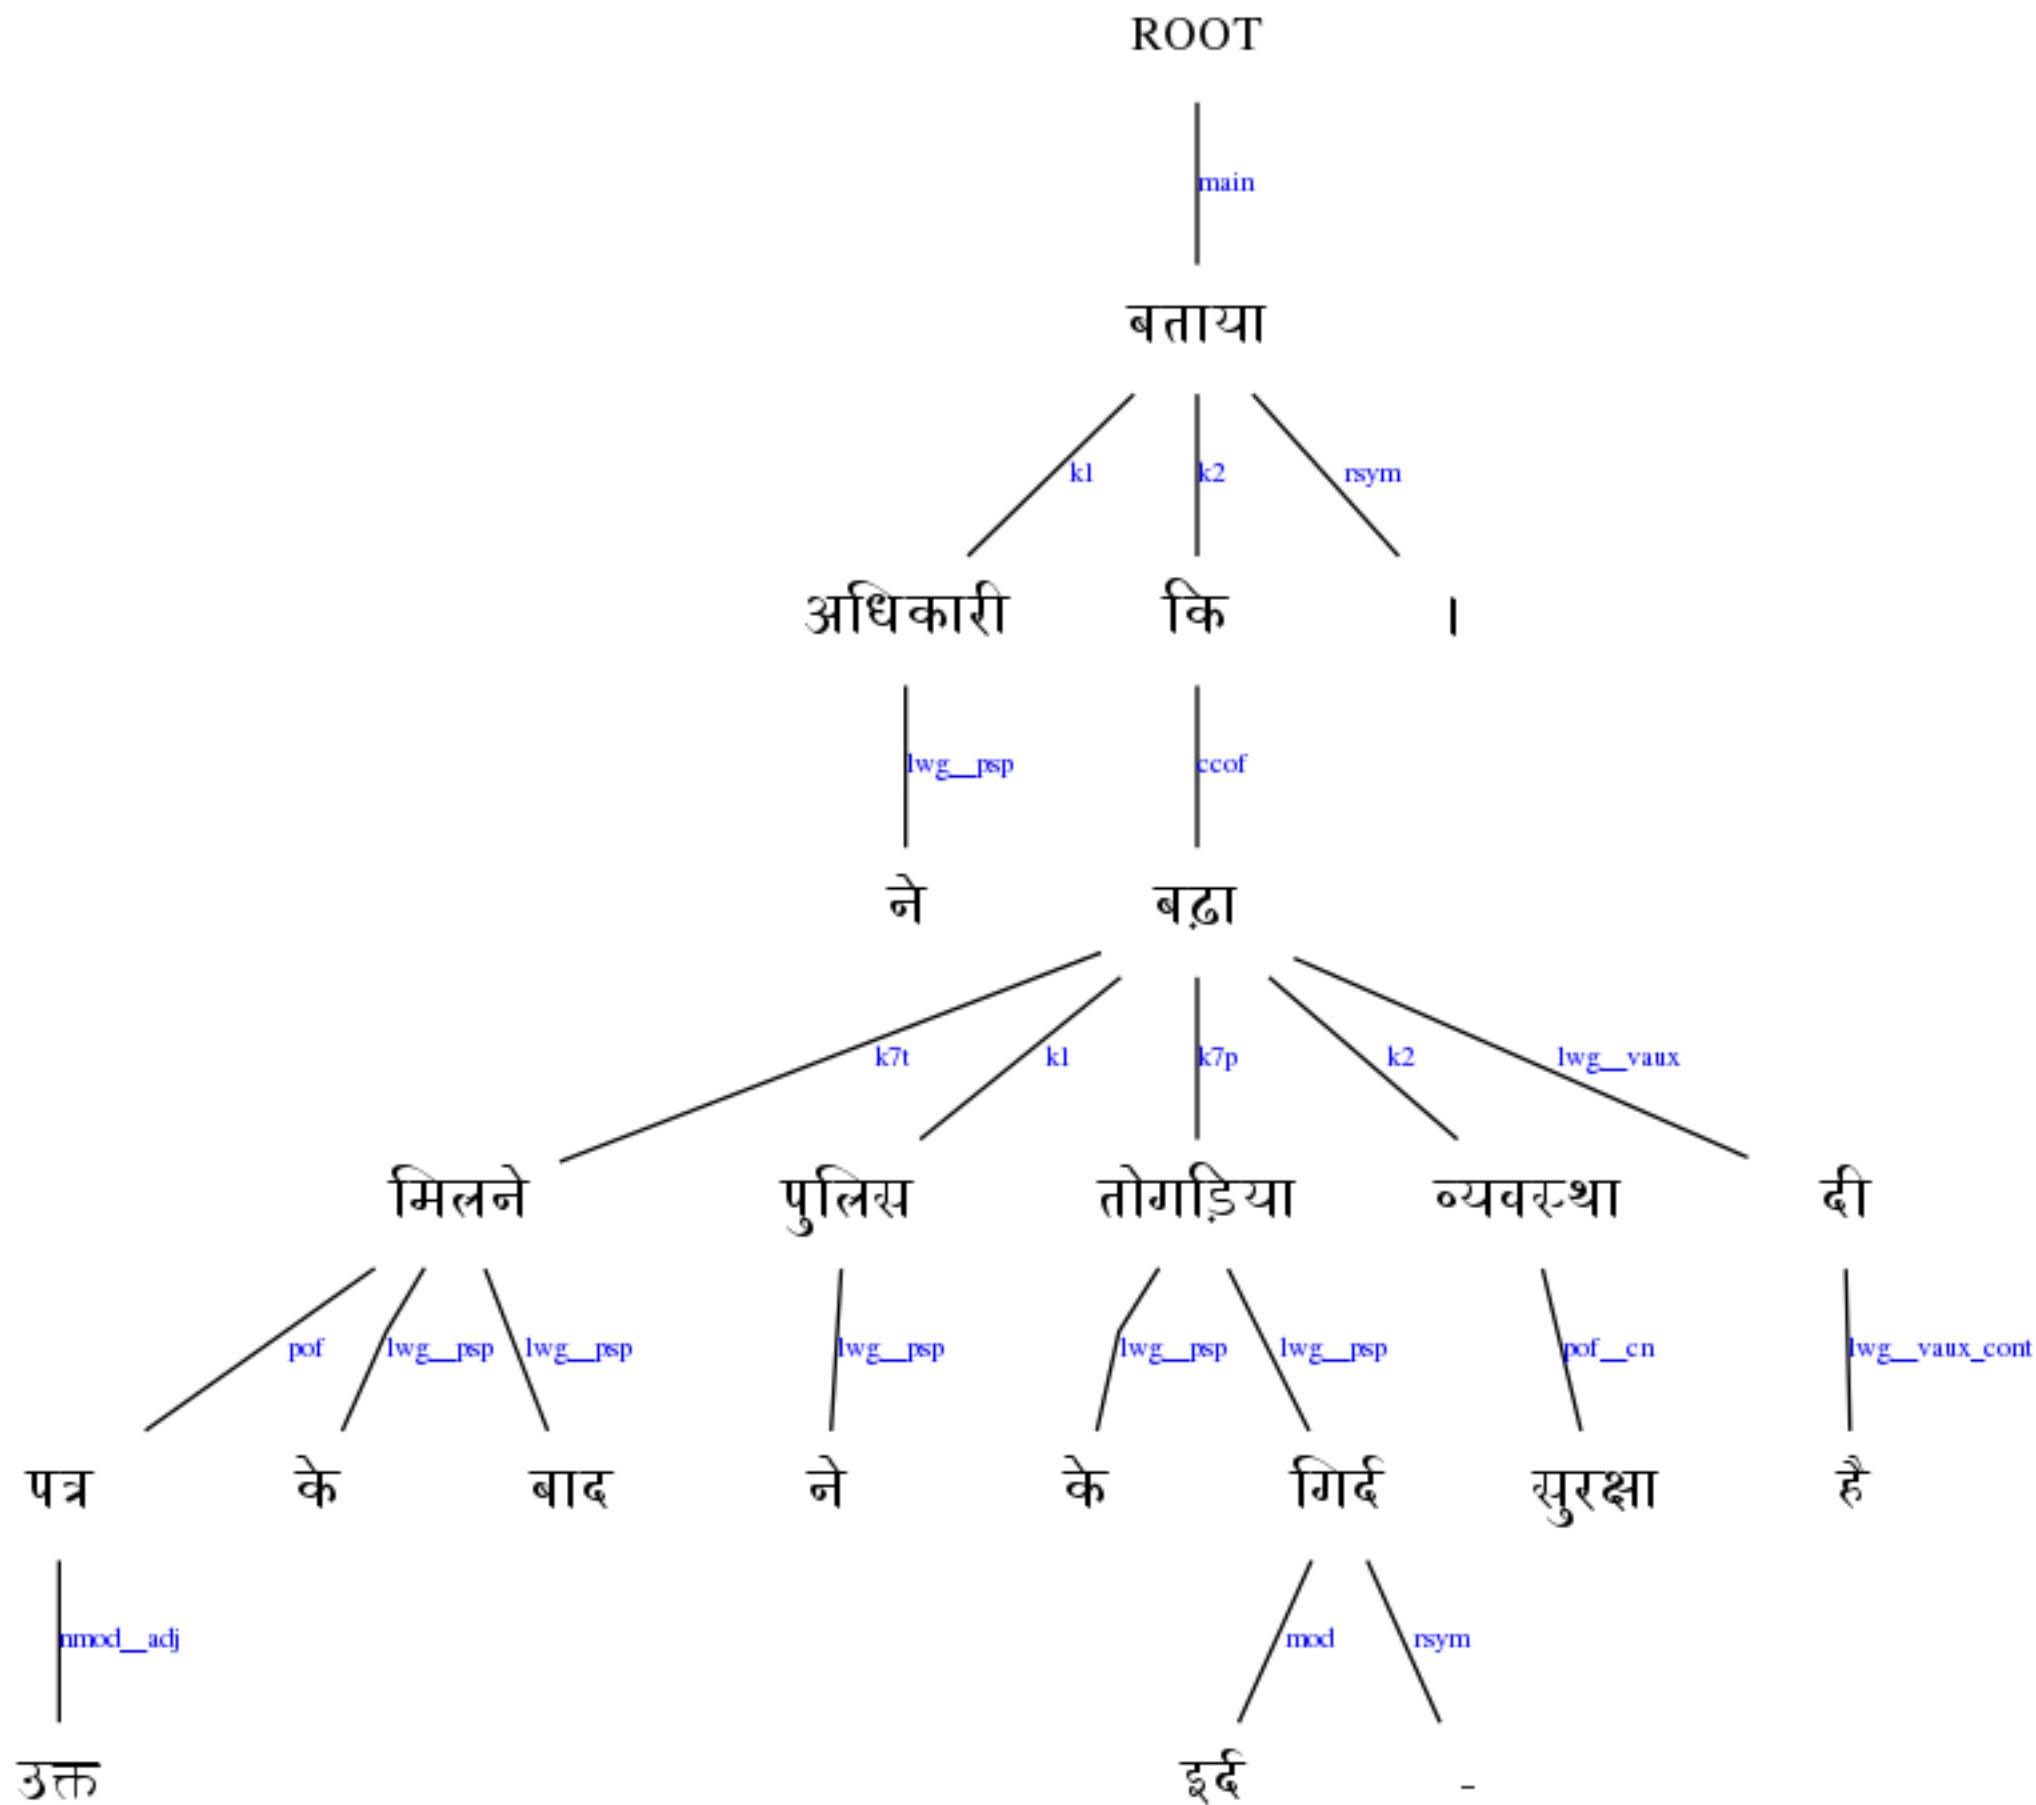 ROOT
main
बताया
k1 k2 rsym
अधिकारी कि ।
lwg__psp ccof
ने बढ़ा
k7t k1 k7p k2 lwg__vaux
मिलने पुलिस तोगड़िया व्यवस्था दी
pof lwg__psp lwg__psp lwg__psp lwg__psp lwg__psp pof__cn lwg__vaux_cont
पत्र के बाद ने के गिर्द सुरक्षा है
nmod__adj mod rsym
उक्त इर्द -